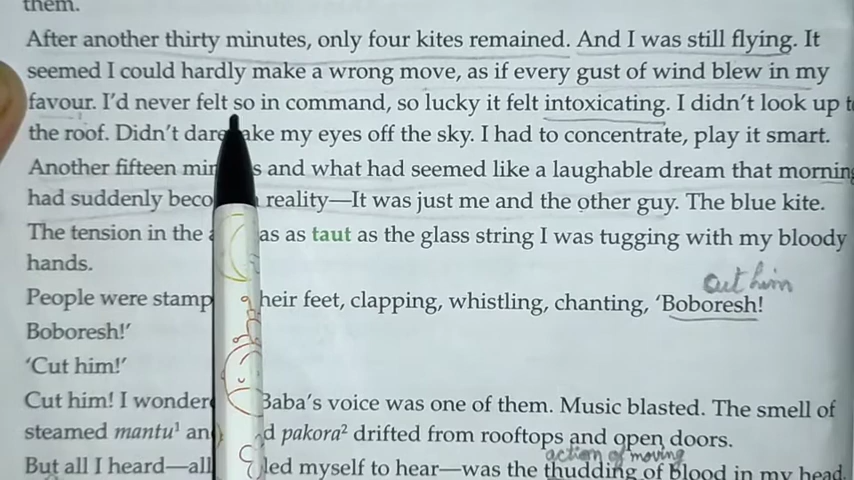 them.
After another thirty minutes, only four kites remained. And I was still flying. It
seemed I could hardly make a wrong move, as if every gust of wind blew in my
favour. I'd never felt so in command, so lucky it felt intoxicating. I didn't look up t
the roof. Didn't dare ake my eyes off the sky. I had to concentrate, play it smart.
Another fifteen min s and what had seemed like a laughable dream that morning
had suddenly beco reality—It was just me and the other guy. The blue kite.
The tension in the as as taut as the glass string I was tugging with my bloody
hands.
cut him
People were stamp heir feet, clapping, whistling, chanting, 'Boboresh!
Boboresh!'
'Cut him!'
Cut him! I wonder Baba's voice was one of them. Music blasted. The smell of
steamed mantu¹ an d pakora² drifted from rooftops and open doors.
action of moving
But all I heard—all led myself to hear—was the thudding of blood in my head.